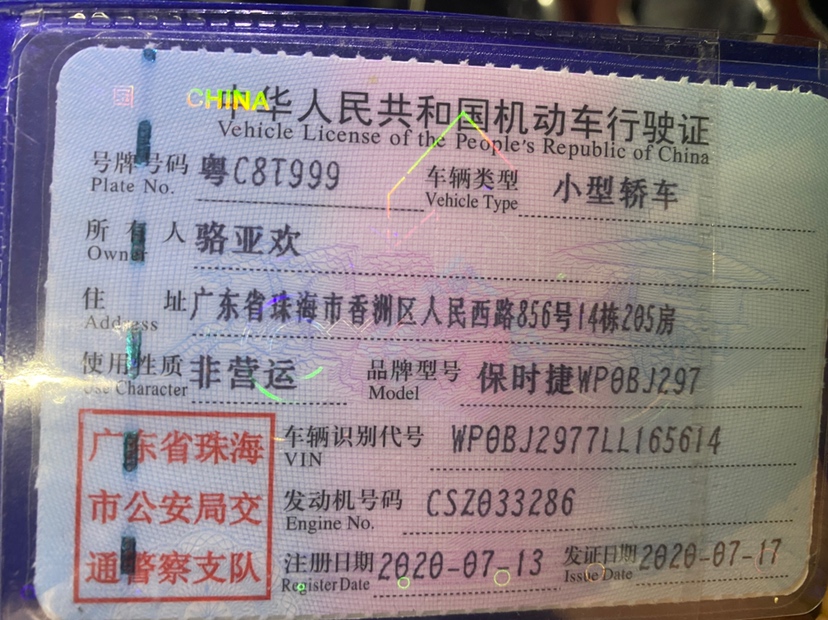 CHINA
中华人民共和国机动车行驶证
Vehicle License of the People's Republic of China
号牌号码 粤C8T999 车辆类型 小型轿车
Plate No. Vehicle Type
所有人 骆亚欢
Owner
住址 广东省珠海市香洲区人民西路856号14栋205房
Address
使用性质 非营运 品牌型号 保时捷WP0BJ297
Use Character Model
广东省珠海 车辆识别代号 WP0BJ2977LL165614
VIN
市公安局交 发动机号码 CSZ033286
Engine No.
通警察支队 注册日期 2020-07-13 发证日期 2020-07-17
Register Date Issue Date